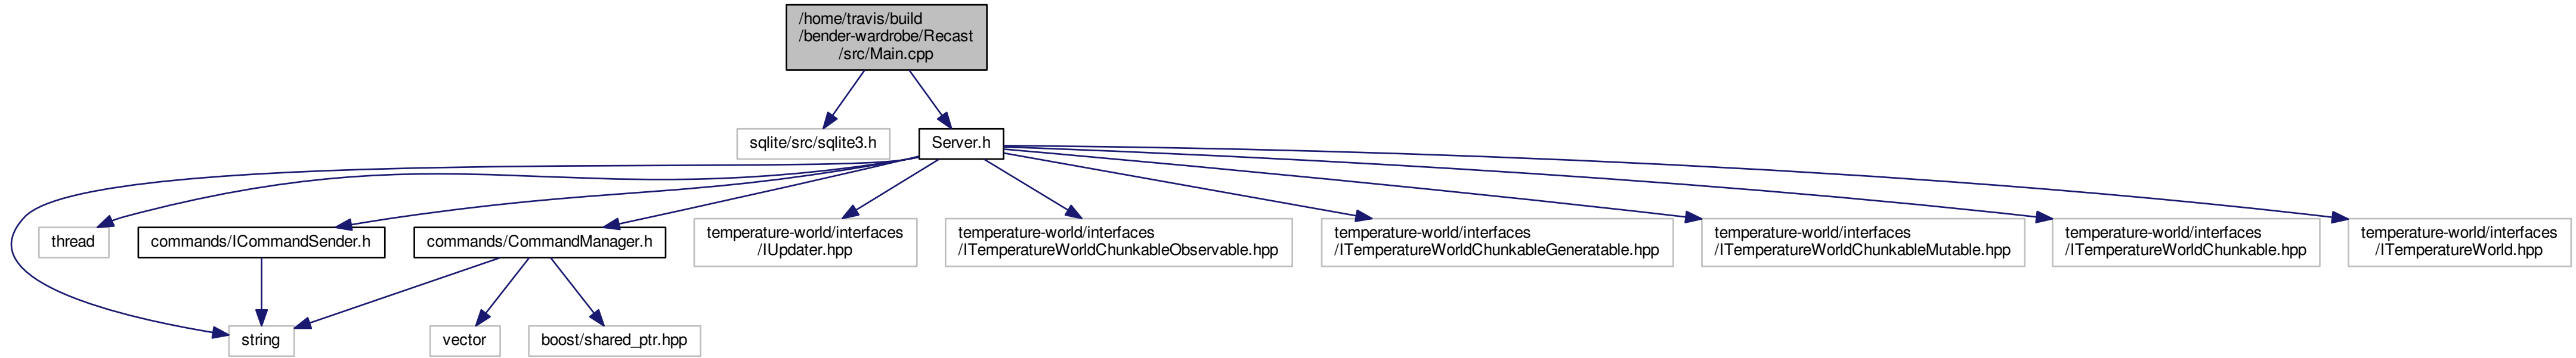 /home/travis/build
/bender-wardrobe/Recast
/src/Main.cpp
sqlite/src/sqlite3.h
Server.h
thread
commands/ICommandSender.h
commands/CommandManager.h
temperature-world/interfaces
/IUpdater.hpp
temperature-world/interfaces
/ITemperatureWorldChunkableObservable.hpp
temperature-world/interfaces
/ITemperatureWorldChunkableGeneratable.hpp
temperature-world/interfaces
/ITemperatureWorldChunkableMutable.hpp
temperature-world/interfaces
/ITemperatureWorldChunkable.hpp
temperature-world/interfaces
/ITemperatureWorld.hpp
string
vector
boost/shared_ptr.hpp